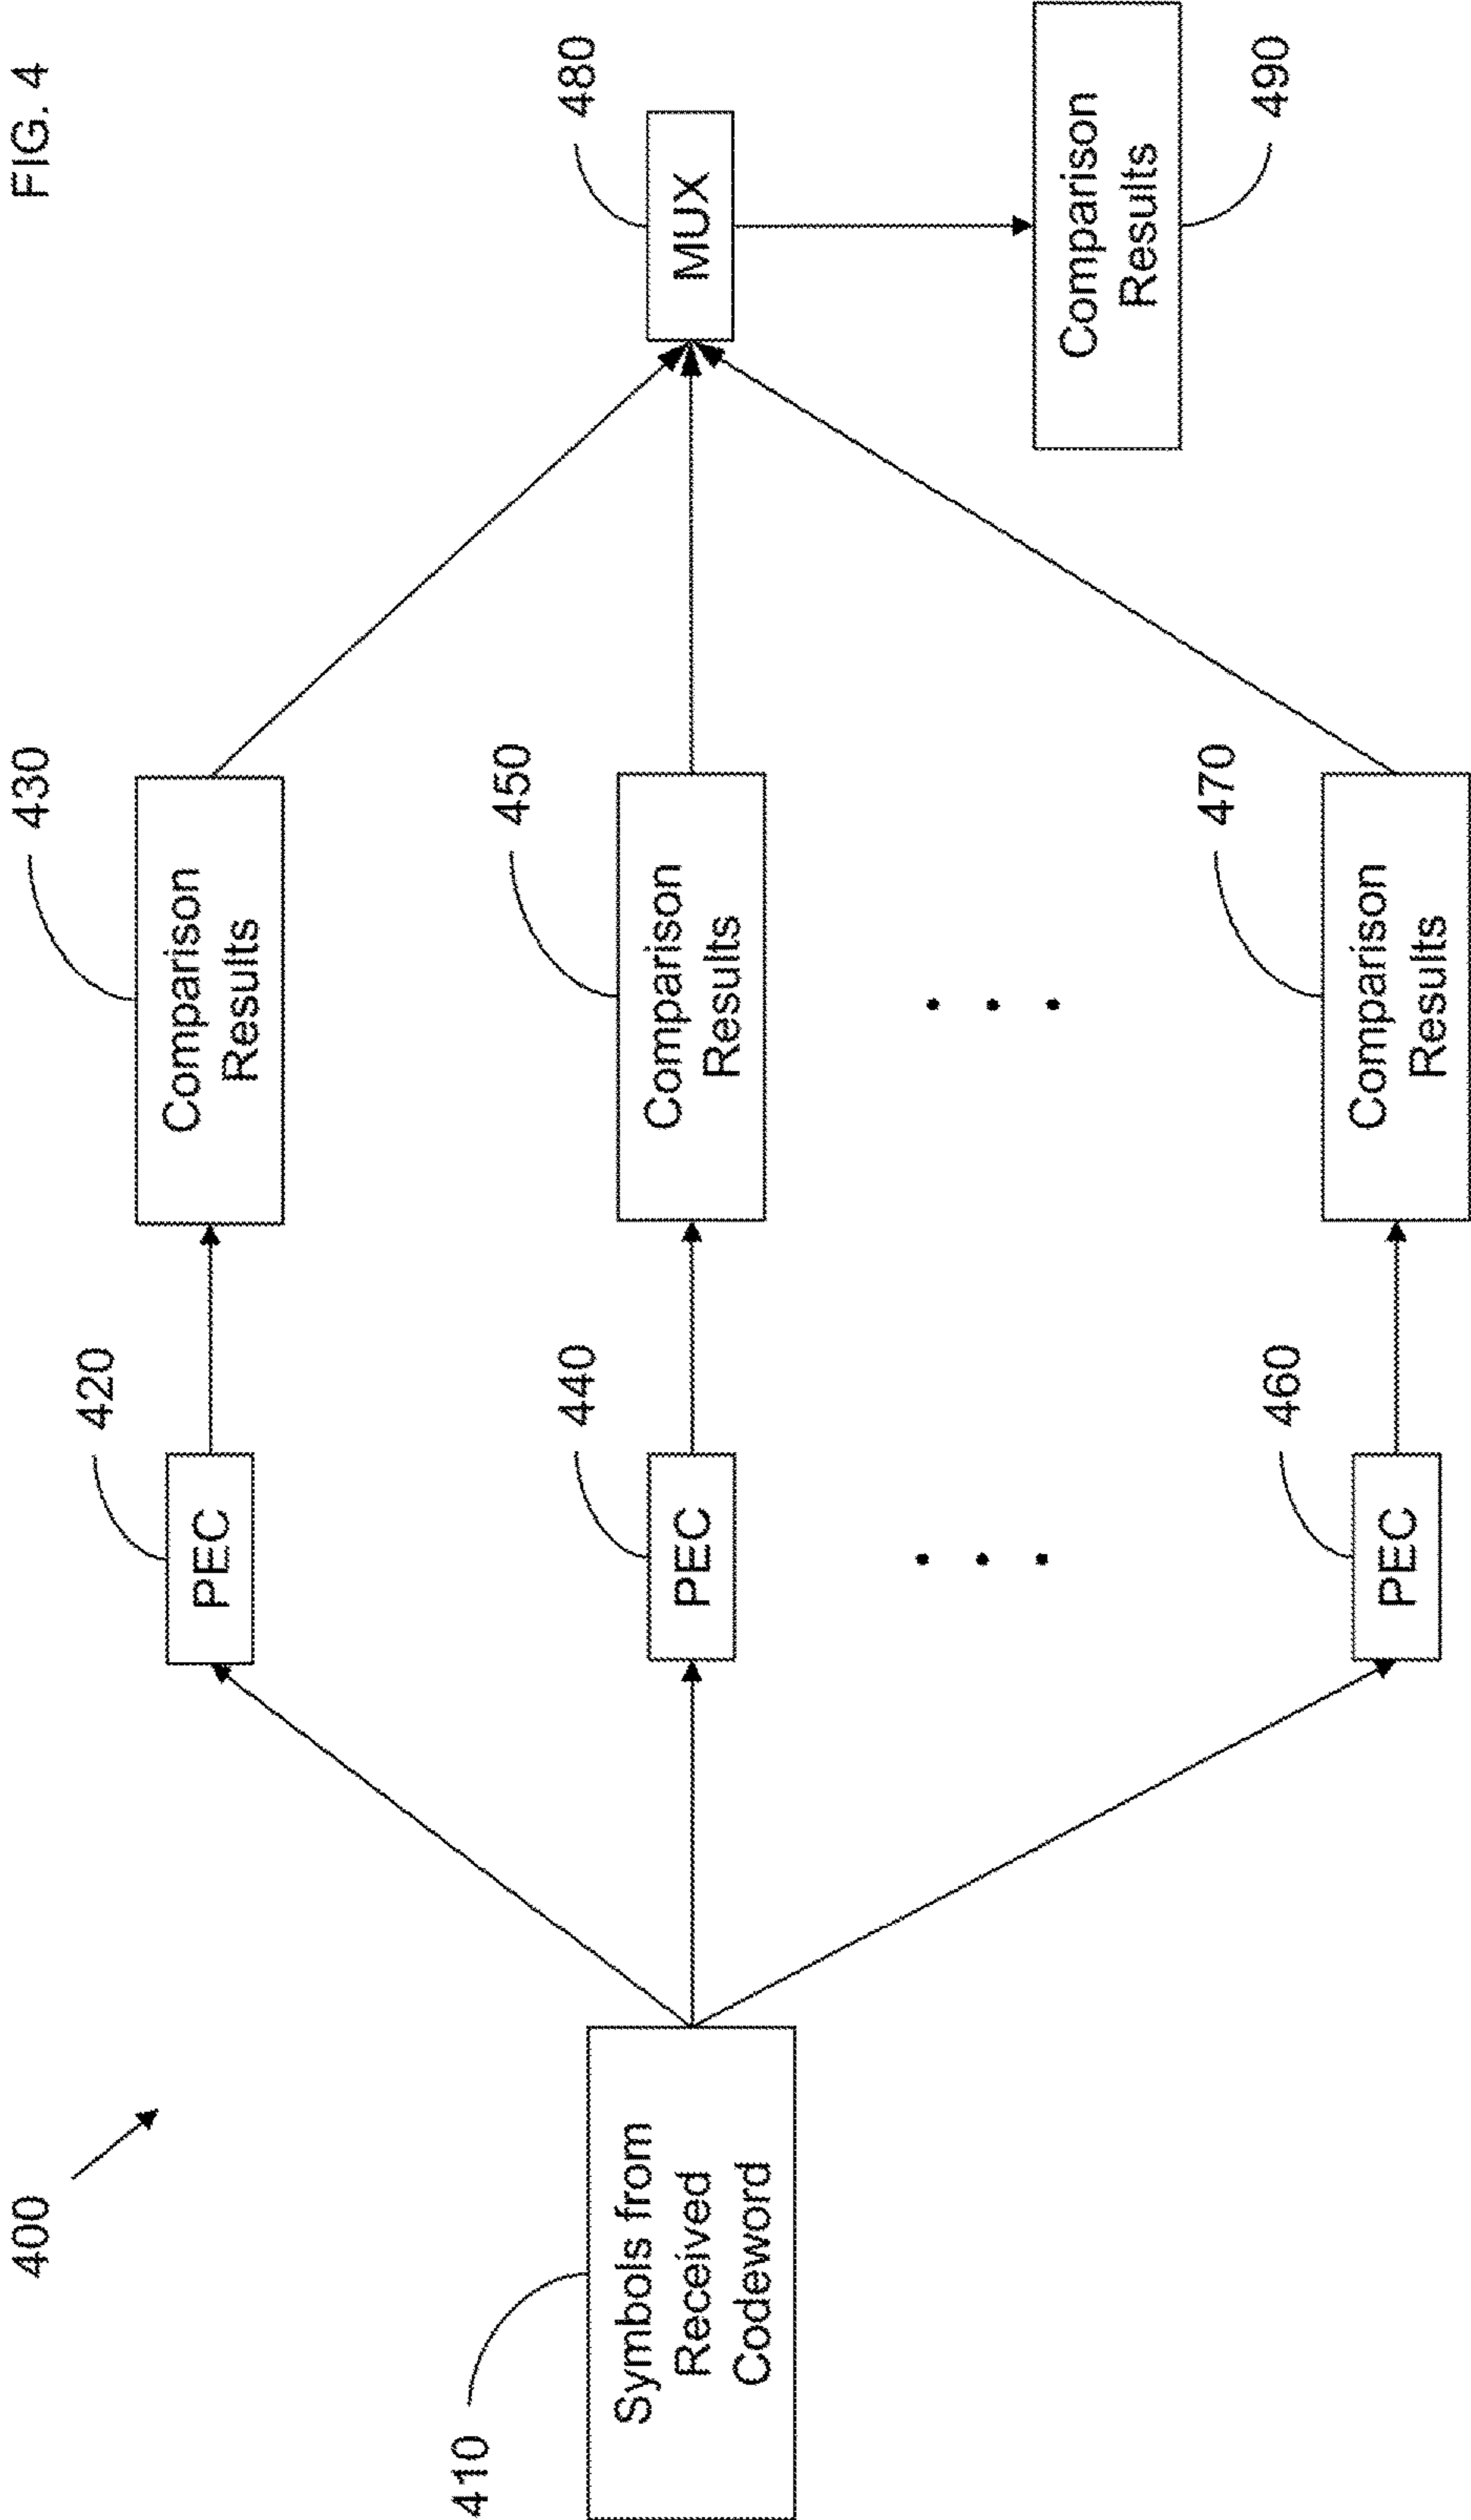 FIG. 4
400
410
Symbols from
Received
Codeword
420
PEC
430
Comparison
Results
440
PEC
450
Comparison
Results
460
PEC
470
Comparison
Results
480
MUX
Comparison
Results
490